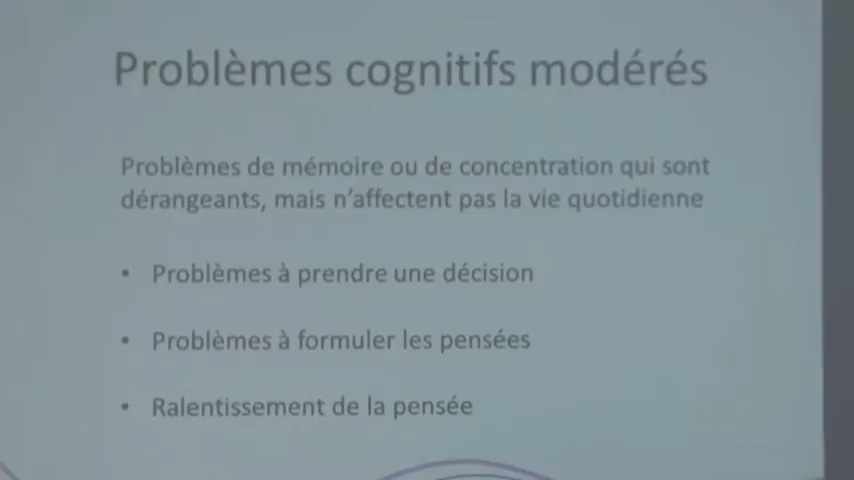 Problèmes cognitifs modérés
Problèmes de mémoire ou de concentration qui sont
dérangeants, mais n'affectent pas la vie quotidienne
• Problèmes à prendre une décision
• Problèmes à formuler les pensées
• Ralentissement de la pensée